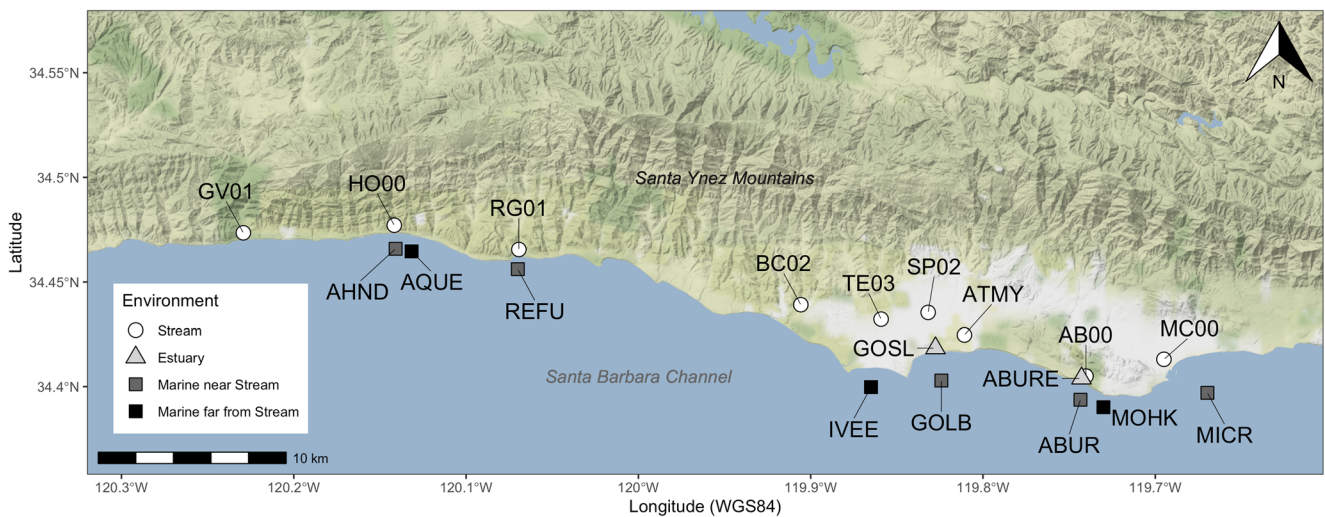 34.55°N
34.5°N
34.45°N
34.4°N
Latitude
N
Santa Ynez Mountains
GV01
HO00
RG01
AHND
AQUE
REFU
BC02
TE03
SP02
ATMY
GOSL
AB00
MC00
ABURE
IVEE
GOLB
ABUR
MOHK
MICR
Santa Barbara Channel
Environment
Stream
Estuary
Marine near Stream
Marine far from Stream
10 km
120.3°W
120.2°W
120.1°W
120°W
119.9°W
119.8°W
119.7°W
Longitude (WGS84)